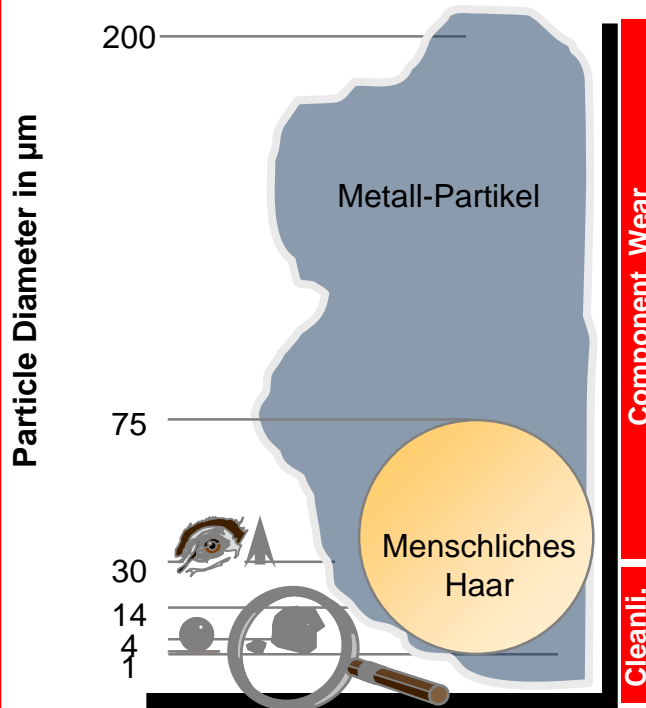 Particle Diameter in µm
200
75
30
14
4
1
Metall-Partikel
Menschliches
Haar
Component Wear
Cleanli.